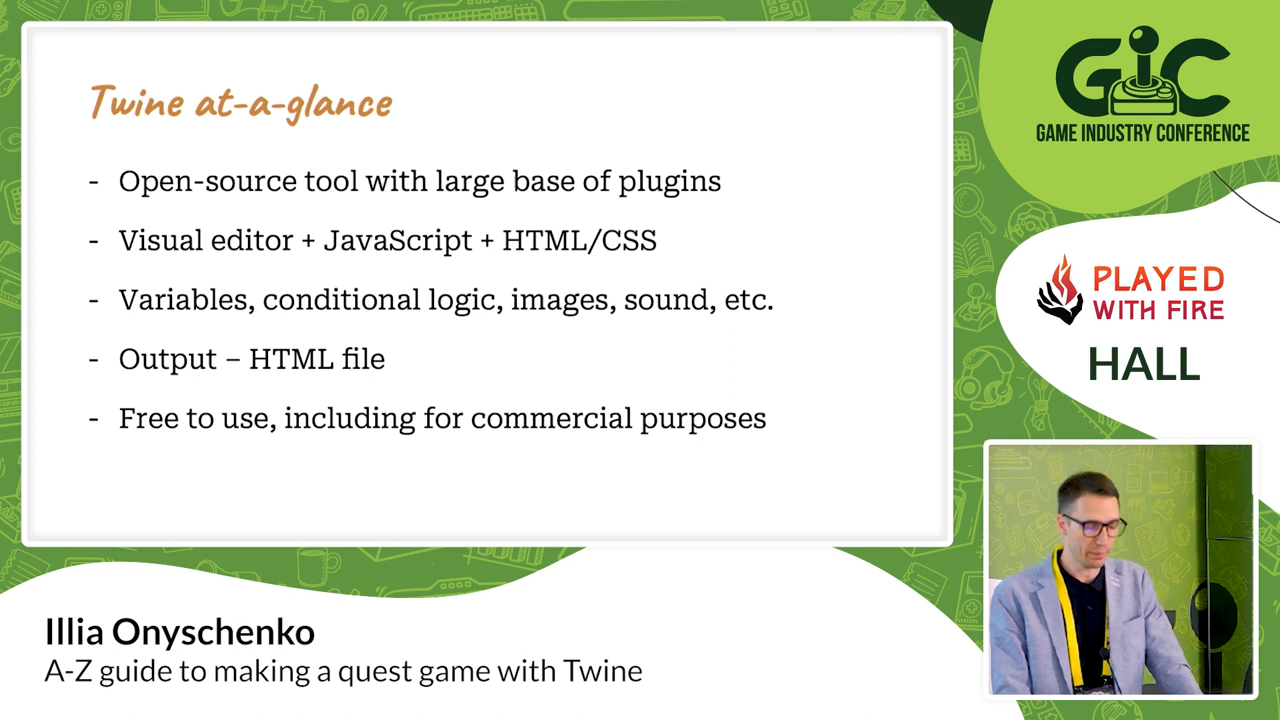 Twine at-a-glance
- Open-source tool with large base of plugins
- Visual editor + JavaScript + HTML/CSS
- Variables, conditional logic, images, sound, etc.
- Output – HTML file
- Free to use, including for commercial purposes
GIC
GAME INDUSTRY CONFERENCE
PLAYED
WITH FIRE
HALL
Illia Onyschenko
A-Z guide to making a quest game with Twine